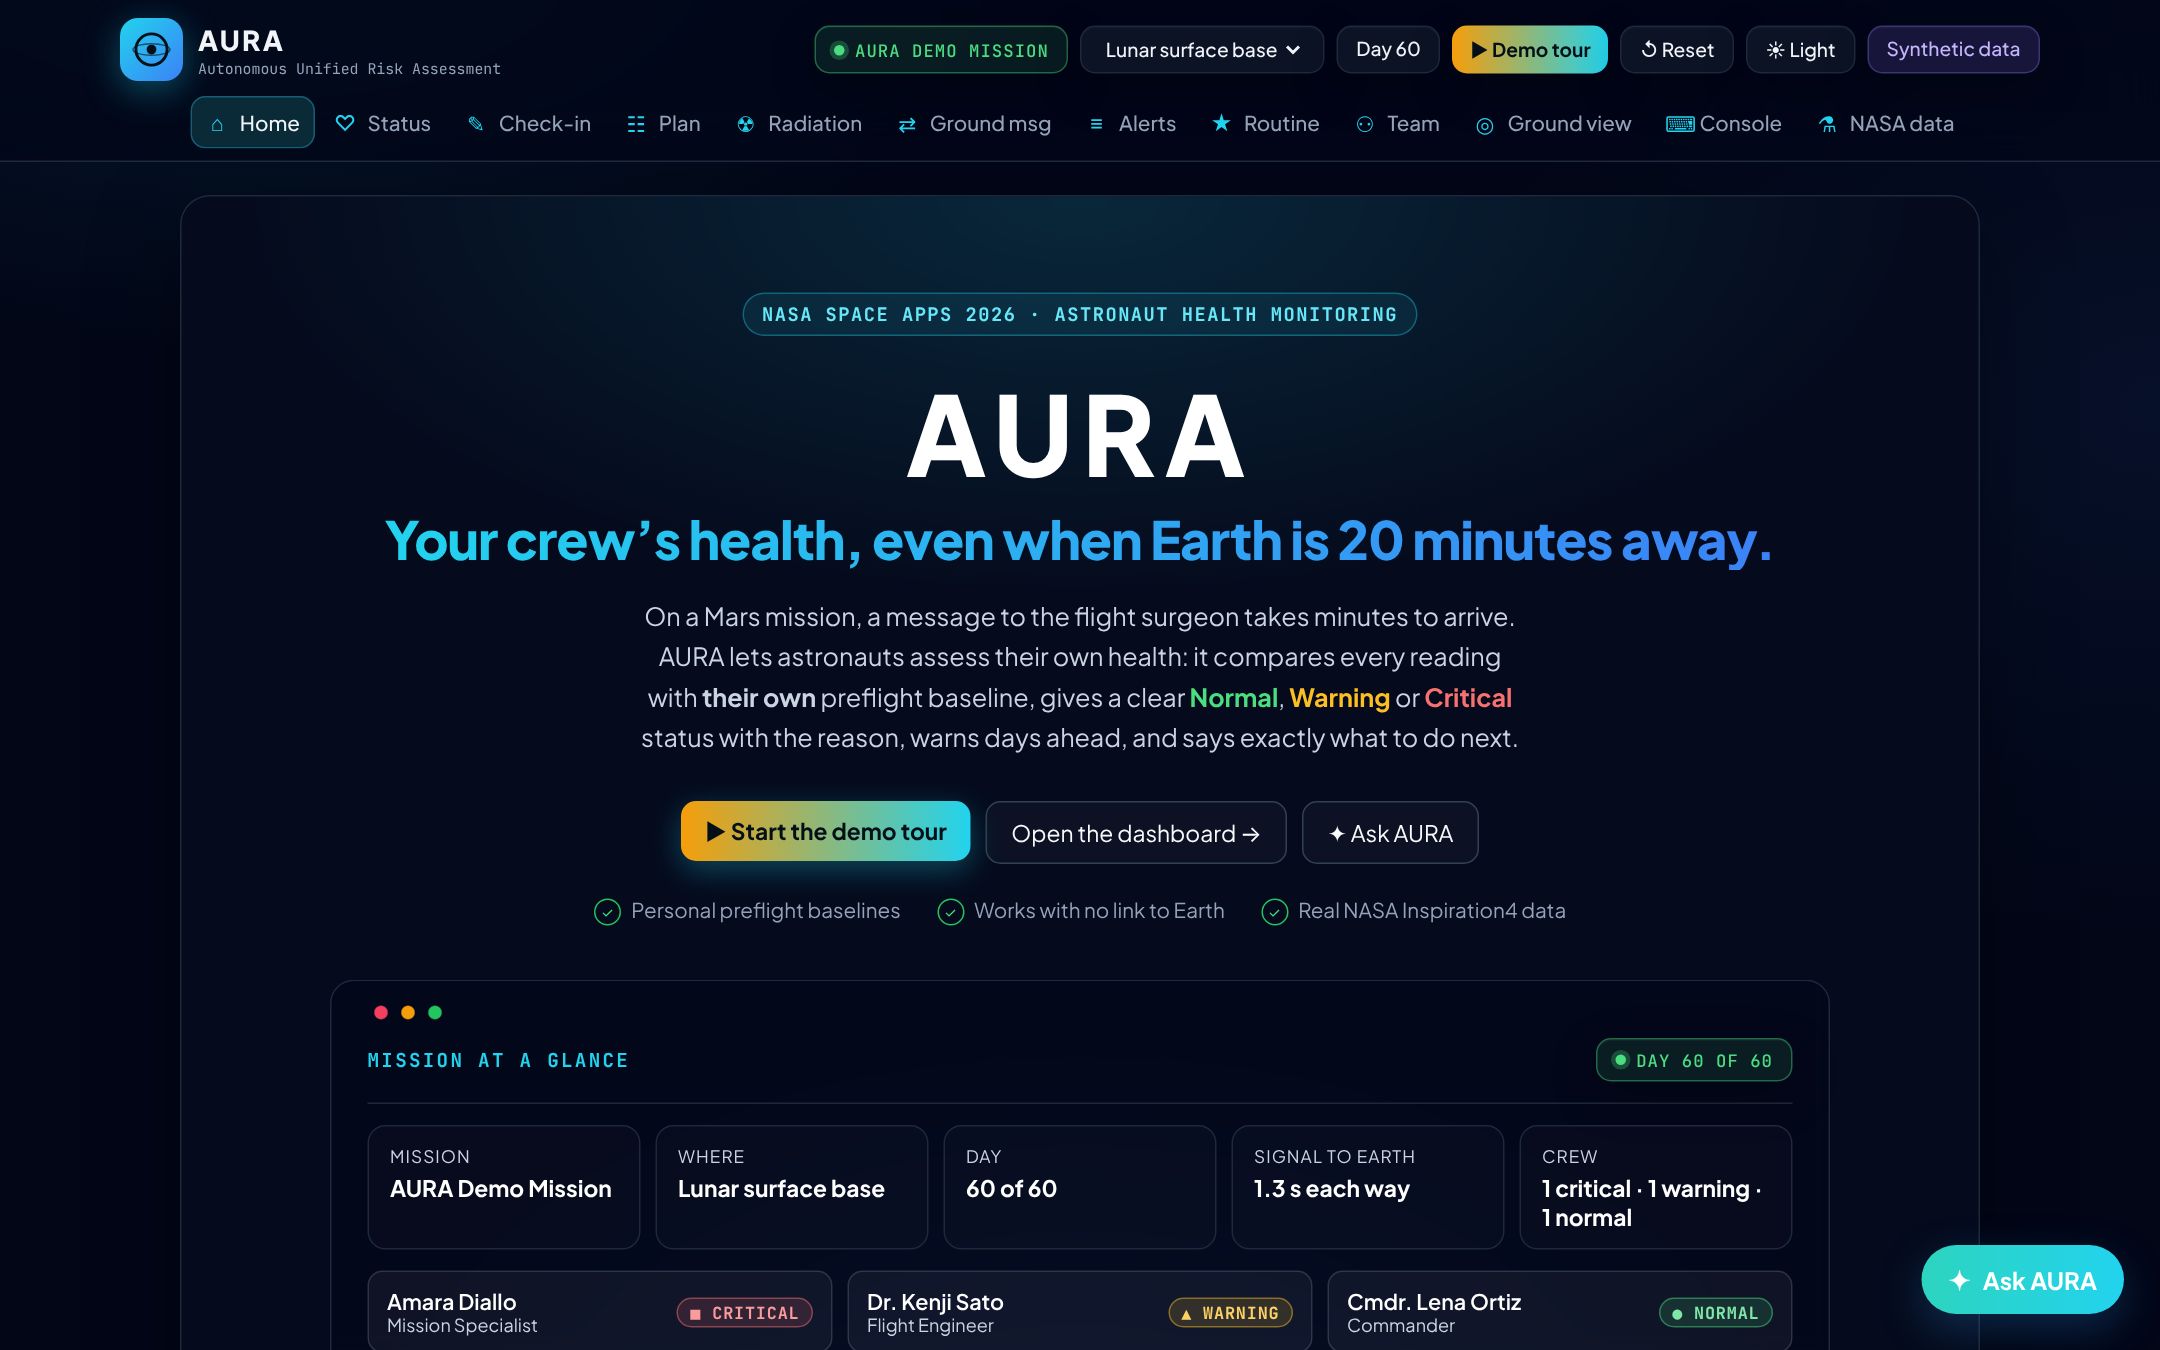 AURA
Autonomous Unified Risk Assessment
AURA DEMO MISSION
Lunar surface base
Day 60
▶ Demo tour
↺ Reset
☀ Light
Synthetic data
Home
Status
Check-in
Plan
Radiation
Ground msg
Alerts
Routine
Team
Ground view
Console
NASA data
NASA SPACE APPS 2026 · ASTRONAUT HEALTH MONITORING
AURA
Your crew’s health, even when Earth is 20 minutes away.
On a Mars mission, a message to the flight surgeon takes minutes to arrive.
AURA lets astronauts assess their own health: it compares every reading
with their own preflight baseline, gives a clear Normal, Warning or Critical
status with the reason, warns days ahead, and says exactly what to do next.
▶ Start the demo tour
Open the dashboard →
✦ Ask AURA
Personal preflight baselines
Works with no link to Earth
Real NASA Inspiration4 data
MISSION AT A GLANCE
DAY 60 OF 60
MISSION
AURA Demo Mission
WHERE
Lunar surface base
DAY
60 of 60
SIGNAL TO EARTH
1.3 s each way
CREW
1 critical · 1 warning ·
1 normal
Amara Diallo
Mission Specialist
■ CRITICAL
Dr. Kenji Sato
Flight Engineer
▲ WARNING
Cmdr. Lena Ortiz
Commander
● NORMAL
✦ Ask AURA